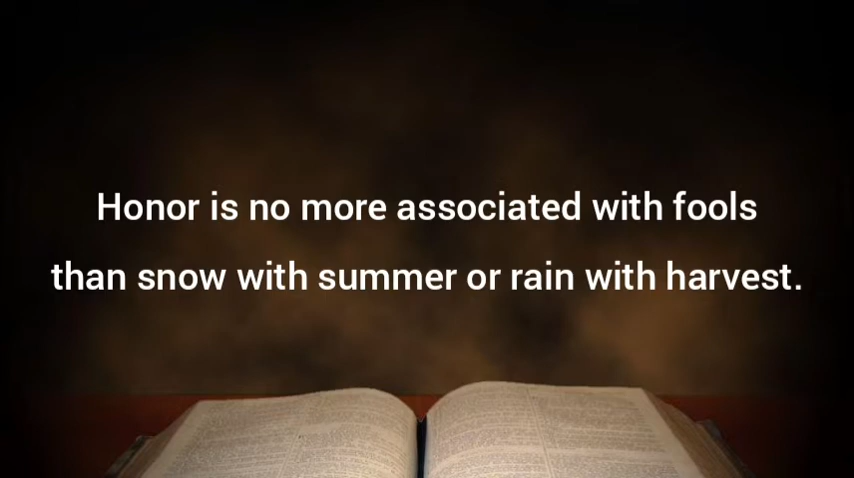 Honor is no more associated with fools
than snow with summer or rain with harvest.